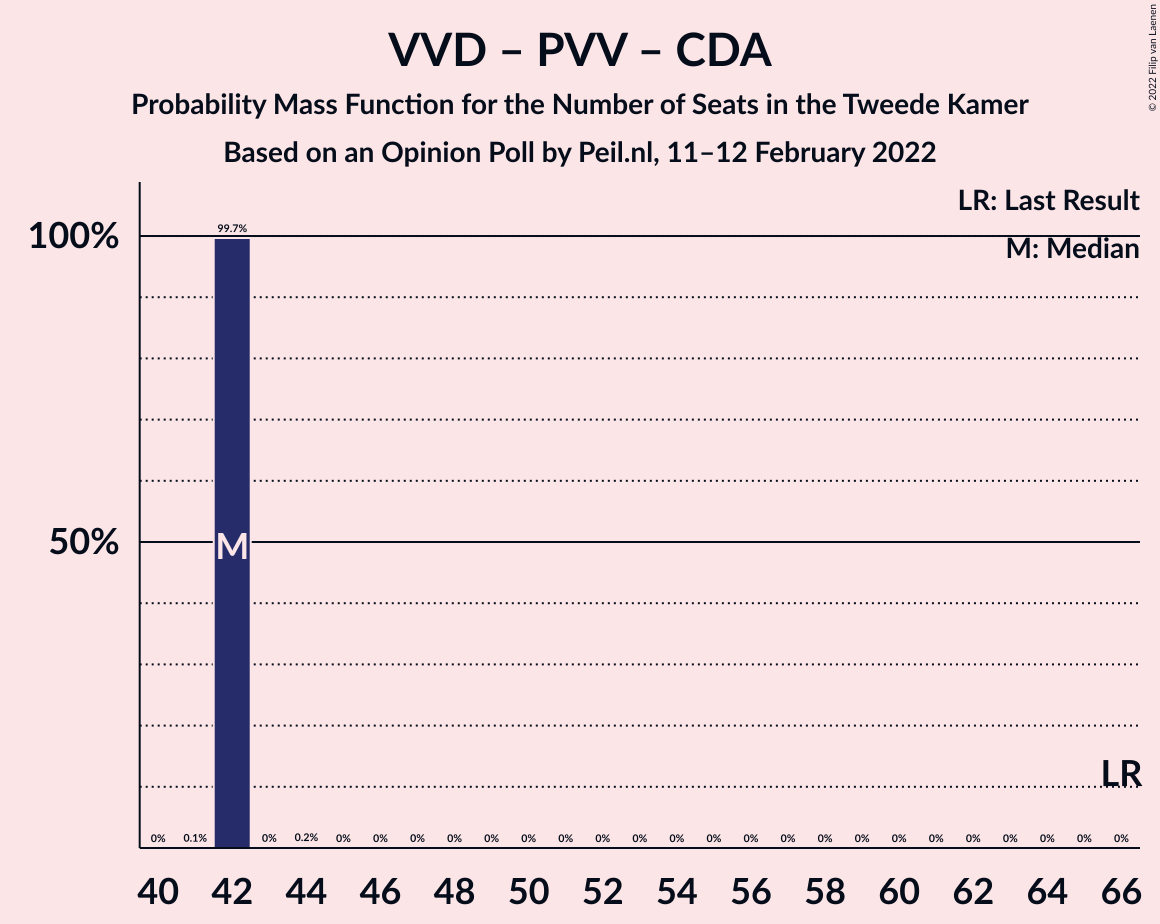 VVD – PVV – CDA
Probability Mass Function for the Number of Seats in the Tweede Kamer
Based on an Opinion Poll by Peil.nl, 11–12 February 2022
© 2022 Filip van Laenen
LR: Last Result
M: Median
100%
50%
99.7%
M
LR
0% 0.1% 0% 0.2% 0% 0% 0% 0% 0% 0% 0% 0% 0% 0% 0% 0% 0% 0% 0% 0% 0% 0% 0% 0% 0% 0%
40 42 44 46 48 50 52 54 56 58 60 62 64 66